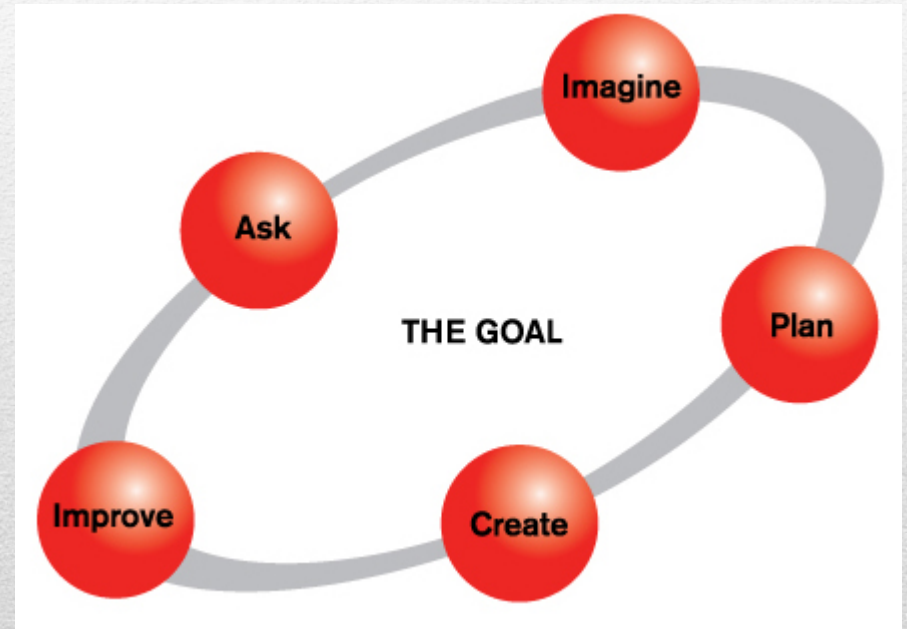 Imagine
Ask
Plan
THE GOAL
Create
Improve